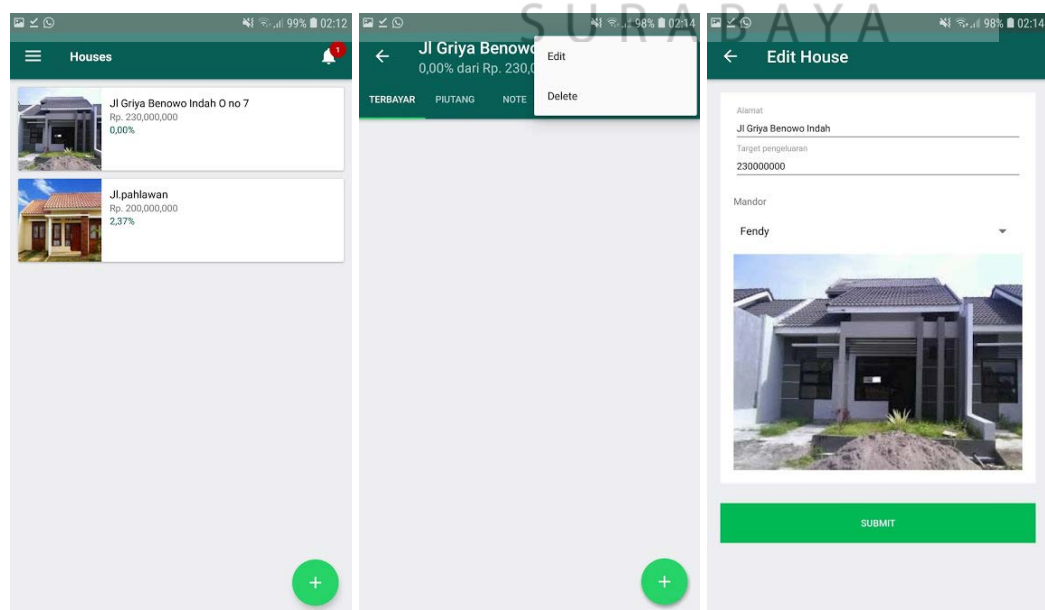 SURABAYA
99% 02:12
Houses
1
Jl Griya Benowo Indah O no 7
Rp. 230,000,000
0,00%
Jl.pahlawan
Rp. 200,000,000
2,37%
+
98% 02:14
Jl Griya Benowo
0,00% dari Rp. 230,0
Edit
Delete
TERBAYAR PIUTANG NOTE
+
98% 02:14
Edit House
Alamat
Jl Griya Benowo Indah
Target pengeluaran
230000000
Mandor
Fendy
SUBMIT